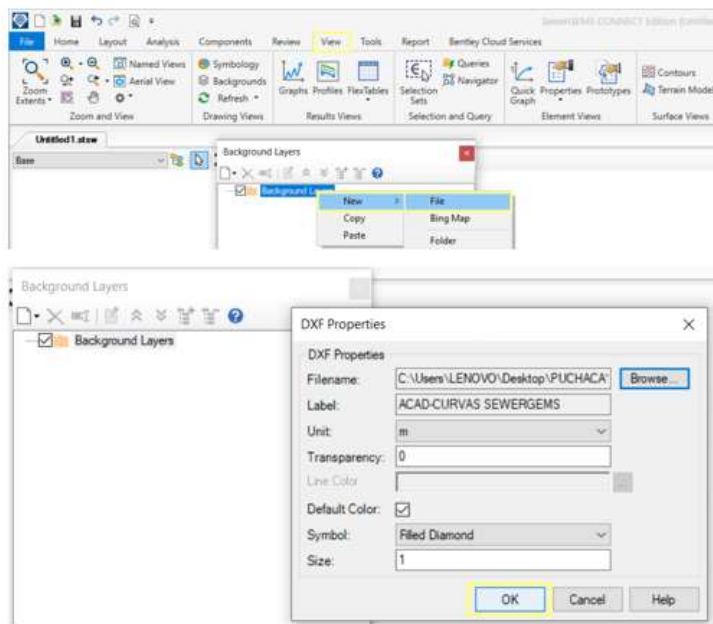 SewerGEMS CONNECT Edition [Untitled
File Home Layout Analysis Components Review View Tools Report Bentley Cloud Services
Named Views Symbology Queries Contours
Aerial View Backgrounds Navigator Terrain Model
Zoom Extents Refresh Graphs Profiles FlexTables Selection Sets Quick Graph Properties Prototypes
Zoom and View Drawing Views Results Views Selection and Query Element Views Surface Views
Untitled1.stsw
Base
Background Layers
Background Layers
New File
Copy Bing Map
Paste Folder
Background Layers
Background Layers
DXF Properties
DXF Properties
Filename: C:\Users\LENOVO\Desktop\PUCHACA' Browse...
Label: ACAD-CURVAS SEWERGEMS
Unit: m
Transparency: 0
Line Color ...
Default Color:
Symbol: Filled Diamond
Size: 1
OK Cancel Help